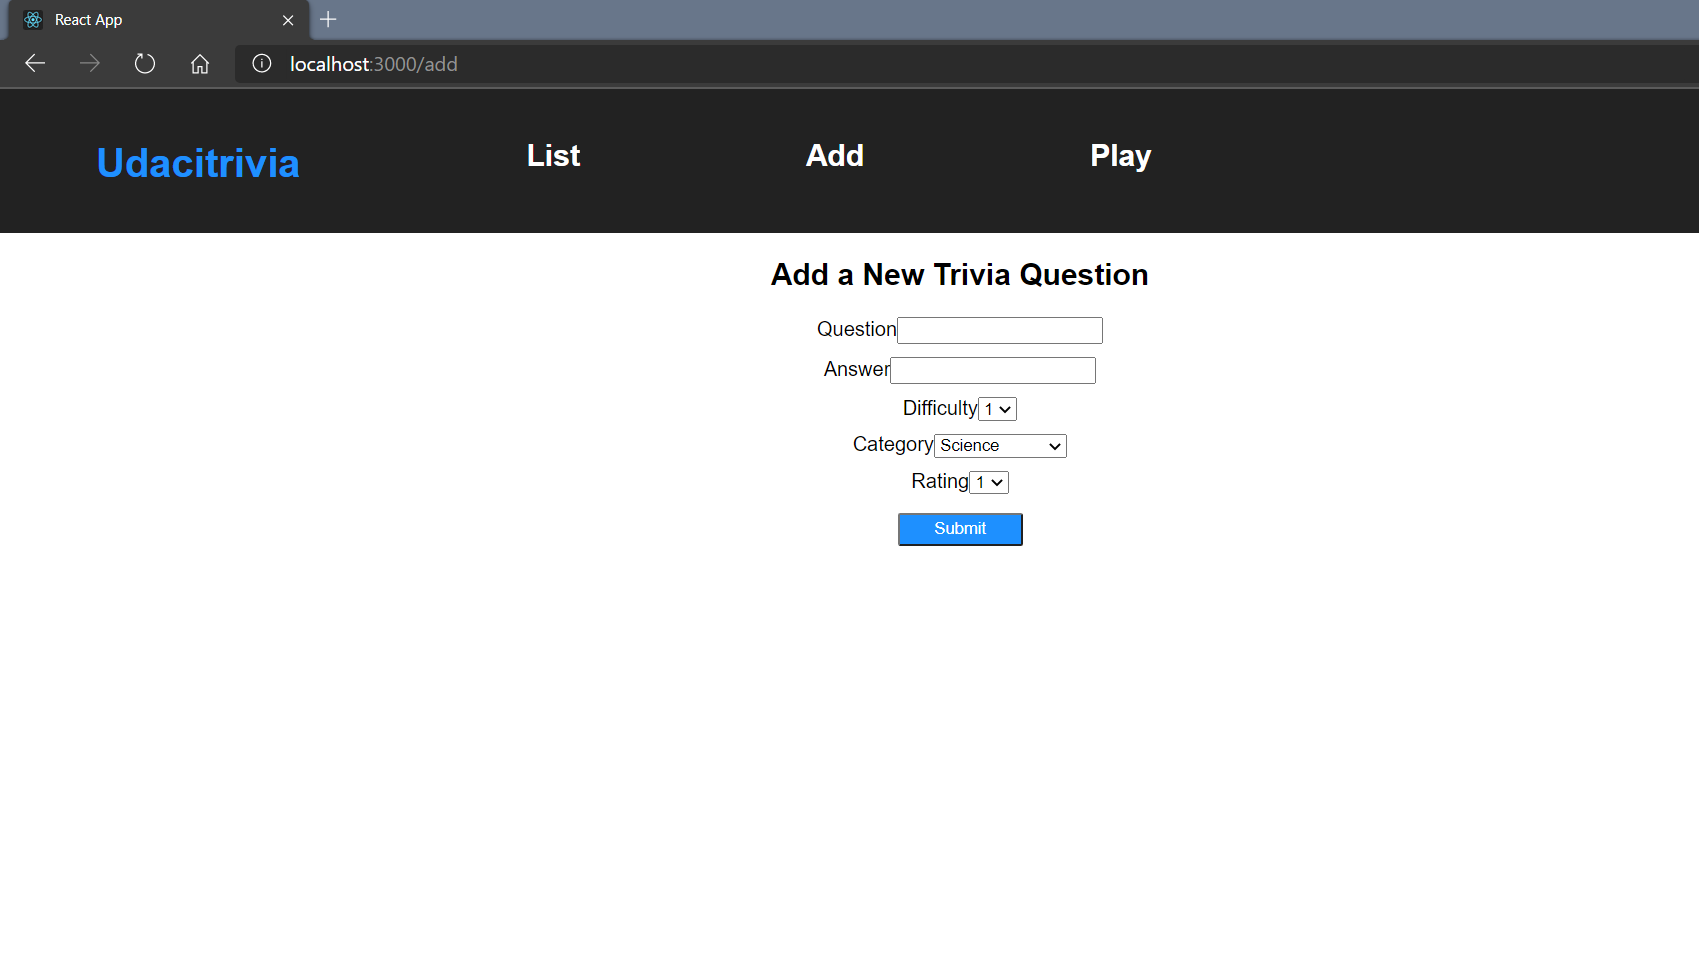 React App
localhost:3000/add
Udacitrivia List Add Play
Add a New Trivia Question
Question
Answer
Difficulty 1
Category Science
Rating 1
Submit